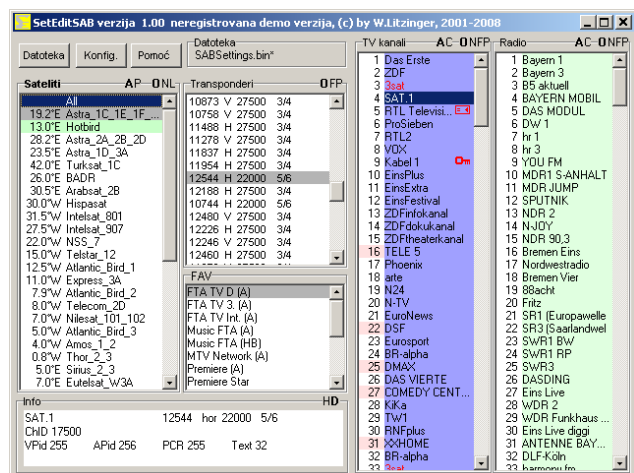 SetEditSAB verzija 1.00 neregistrovana demo verzija, (c) by W.Litzinger, 2001-2008
Datoteka Konfig. Pomoć
Datoteka
SABSettings.bin*
Sateliti AP ONL
All
19.2°E Astra_1C_1E_1F_...
13.0°E Hotbird
28.2°E Astra_2A_2B_2D
23.5°E Astra_1D_3A
42.0°E Turksat_1C
26.0°E BADR
30.5°E Arabsat_2B
30.0°W Hispasat
31.5°W Intelsat_801
27.5°W Intelsat_907
22.0°W NSS_7
15.0°W Telstar_12
12.5°W Atlantic_Bird_1
11.0°W Express_3A
7.9°W Atlantic_Bird_2
8.0°W Telecom_2D
7.0°W Nilesat_101_102
5.0°W Atlantic_Bird_3
4.0°W Amos_1_2
0.8°W Thor_2_3
5.0°E Sirius_2_3
7.0°E Eutelsat_W3A
Transponderi OFP
10873 V 27500 3/4
10758 V 27500 3/4
11488 H 27500 3/4
11278 V 27500 3/4
11837 H 27500 3/4
11954 H 27500 3/4
12544 H 22000 5/6
12188 H 27500 3/4
10744 H 22000 5/6
12480 V 27500 3/4
12226 H 27500 3/4
12246 V 27500 3/4
12460 H 27500 3/4
FAV
FTA TV D (A)
FTA TV 3. (A)
FTA TV Int. (A)
Music FTA (A)
Music FTA (HB)
MTV Network (A)
Premiere (A)
Premiere Star
Info HD
SAT.1 12544 hor 22000 5/6
ChID 17500
VPid 255 APid 256 PCR 255 Text 32
TV kanali AC ONFP
1 Das Erste
2 ZDF
3 3sat
4 SAT.1
5 RTL Televisi...
6 ProSieben
7 RTL2
8 VOX
9 Kabel 1
10 EinsPlus
11 EinsExtra
12 EinsFestival
13 ZDFinfokanal
14 ZDFdokukanal
15 ZDFtheaterkanal
16 TELE 5
17 Phoenix
18 arte
19 N24
20 N-TV
21 EuroNews
22 DSF
23 Eurosport
24 BR-alpha
25 DMAX
26 DAS VIERTE
27 COMEDY CENT...
28 KiKa
29 TW1
30 RNFplus
31 XXHOME
32 BR-alpha
33 3sat
Radio AC ONFP
1 Bayern 1
2 Bayern 3
3 B5 aktuell
4 BAYERN MOBIL
5 DAS MODUL
6 DW 1
7 hr 1
8 hr 3
9 YOU FM
10 MDR1 S-ANHALT
11 MDR JUMP
12 SPUTNIK
13 NDR 2
14 N-JOY
15 NDR 90,3
16 Bremen Eins
17 Nordwestradio
18 Bremen Vier
19 88acht
20 Fritz
21 SR1 (Europawelle
22 SR3 (Saarlandwel
23 SWR1 BW
24 SWR1 RP
25 SWR3
26 DASDING
27 Eins Live
28 WDR 2
29 WDR Funkhaus ...
30 Eins Live diggi
31 ANTENNE BAY...
32 DLF-Köln
33 harmony fm